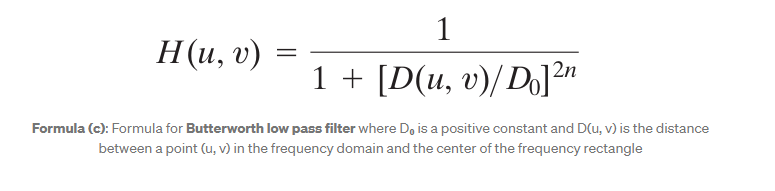 H(u, v) = 1 / 1 + [D(u, v)/D₀]²ⁿ
Formula (c): Formula for Butterworth low pass filter where D₀ is a positive constant and D(u, v) is the distance
between a point (u, v) in the frequency domain and the center of the frequency rectangle